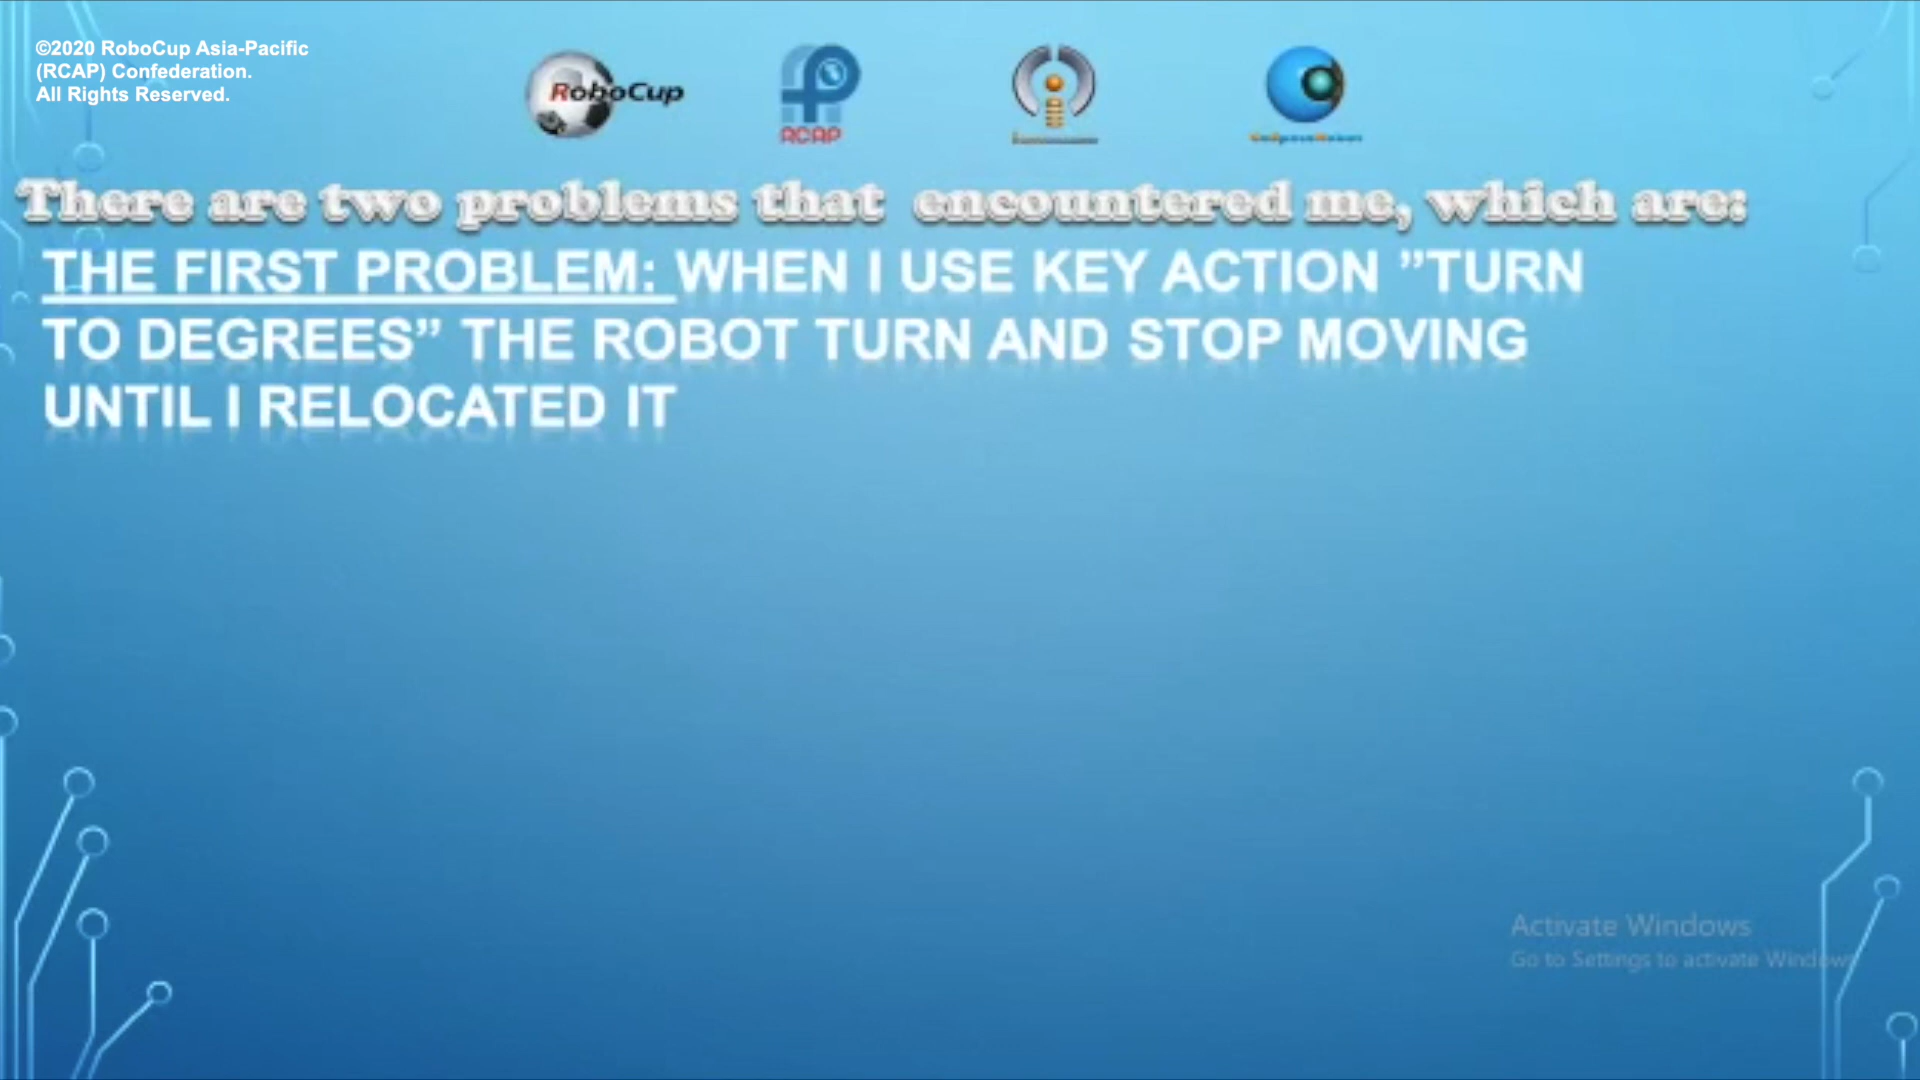 ©2020 RoboCup Asia-Pacific
(RCAP) Confederation.
All Rights Reserved.
RoboCup
RCAP
There are two problems that encountered me, which are:
THE FIRST PROBLEM: WHEN I USE KEY ACTION ”TURN
TO DEGREES” THE ROBOT TURN AND STOP MOVING
UNTIL I RELOCATED IT
Activate Windows
Go to Settings to activate Windows